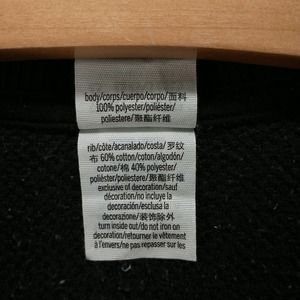 body/corps/cuerpo/corpo/面料
100% polyester/poliéster/
poliestere/聚酯纤维
rib/côte/acanalado/costa/罗纹
布 60% cotton/coton/algodón/
cotone/棉 40% polyester/
poliéster/poliestere/聚酯纤维
exclusive of decoration/sauf
décoration/no incluye la
decoración/esclusa la
decorazione/装饰除外
turn inside out/do not iron on
decoration/retourner le vêtement
à l'envers/ne pas repasser sur les